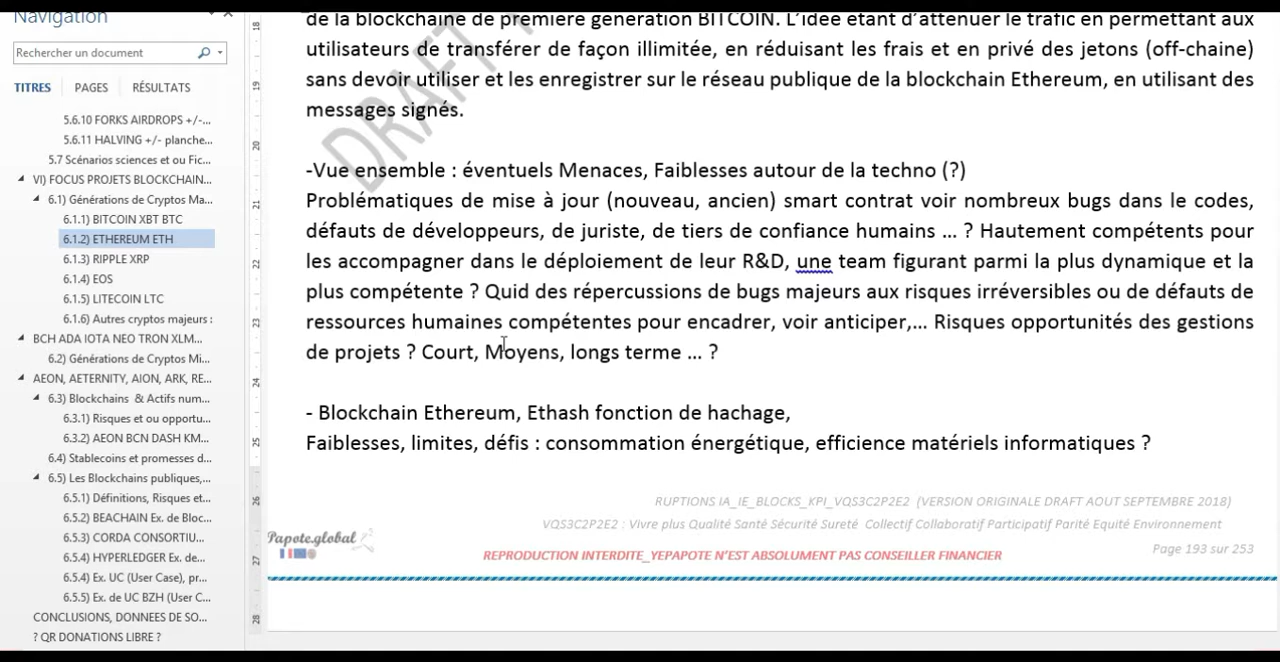 Navigation
Rechercher un document
TITRES PAGES RÉSULTATS
5.6.10 FORKS AIRDROPS +/-...
5.6.11 HALVING +/- planche...
5.7 Scénarios sciences et ou Fic...
VI) FOCUS PROJETS BLOCKCHAIN...
6.1) Générations de Cryptos Ma...
6.1.1) BITCOIN XBT BTC
6.1.2) ETHEREUM ETH
6.1.3) RIPPLE XRP
6.1.4) EOS
6.1.5) LITECOIN LTC
6.1.6) Autres cryptos majeurs :
BCH ADA IOTA NEO TRON XLM...
6.2) Générations de Cryptos Mi...
AEON, AETERNITY, AION, ARK, RE...
6.3) Blockchains & Actifs num...
6.3.1) Risques et ou opportu...
6.3.2) AEON BCN DASH KM...
6.4) Stablecoins et promesses d...
6.5) Les Blockchains publiques,...
6.5.1) Définitions, Risques et...
6.5.2) BEACHAIN Ex. de Bloc...
6.5.3) CORDA CONSORTIU...
6.5.4) HYPERLEDGER Ex. de...
6.5.4) Ex. UC (User Case), pr...
6.5.5) Ex. de UC BZH (User C...
CONCLUSIONS, DONNEES DE SO...
? QR DONATIONS LIBRE ?
18
19
20
21
22
23
24
25
26
27
28
DRAFT
de la blockchaine de première génération BITCOIN. L'idée étant d'attenuer le trafic en permettant aux
utilisateurs de transférer de façon illimitée, en réduisant les frais et en privé des jetons (off-chaine)
sans devoir utiliser et les enregistrer sur le réseau publique de la blockchain Ethereum, en utilisant des
messages signés.
-Vue ensemble : éventuels Menaces, Faiblesses autour de la techno (?)
Problématiques de mise à jour (nouveau, ancien) smart contrat voir nombreux bugs dans le codes,
défauts de développeurs, de juriste, de tiers de confiance humains ... ? Hautement compétents pour
les accompagner dans le déploiement de leur R&D, une team figurant parmi la plus dynamique et la
plus compétente ? Quid des répercussions de bugs majeurs aux risques irréversibles ou de défauts de
ressources humaines compétentes pour encadrer, voir anticiper,... Risques opportunités des gestions
de projets ? Court, Moyens, longs terme ... ?
- Blockchain Ethereum, Ethash fonction de hachage,
Faiblesses, limites, défis : consommation énergétique, efficience matériels informatiques ?
RUPTIONS IA_IE_BLOCKS_KPI_VQS3C2P2E2 (VERSION ORIGINALE DRAFT AOUT SEPTEMBRE 2018)
VQS3C2P2E2 : Vivre plus Qualité Santé Sécurité Sureté Collectif Collaboratif Participatif Parité Equité Environnement
Papote.global
REPRODUCTION INTERDITE_YEPAPOTE N'EST ABSOLUMENT PAS CONSEILLER FINANCIER
Page 193 sur 253